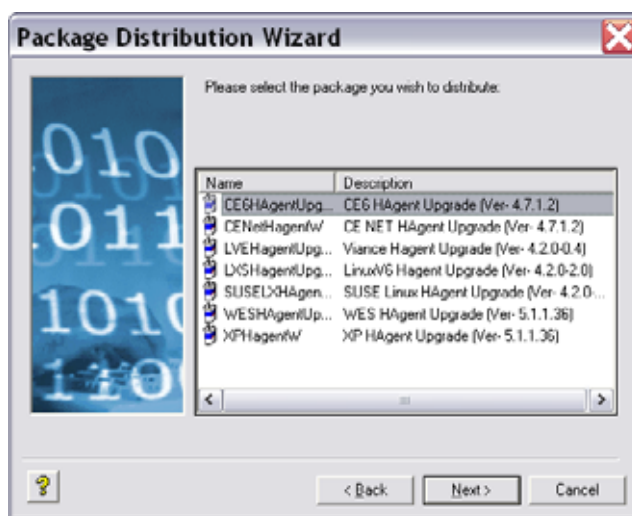 Package Distribution Wizard
Please select the package you wish to distribute:
Name Description
CE6HAgentUpg... CE6 HAgent Upgrade (Ver- 4.7.1.2)
CENetHagentW CE NET HAgent Upgrade (Ver- 4.7.1.2)
LVEHagentUpg... Viance Hagent Upgrade (Ver- 4.2.0-0.4)
LXSHagentUpg... LinuxV6 Hagent Upgrade (Ver- 4.2.0-2.0)
SUSELXHAgen... SUSE Linux HAgent Upgrade (Ver- 4.2.0-...
WESHAgentUp... WES HAgent Upgrade (Ver- 5.1.1.36)
XPHagentW XP HAgent Upgrade (Ver- 5.1.1.36)
010
011
1010
1100
< Back Next > Cancel